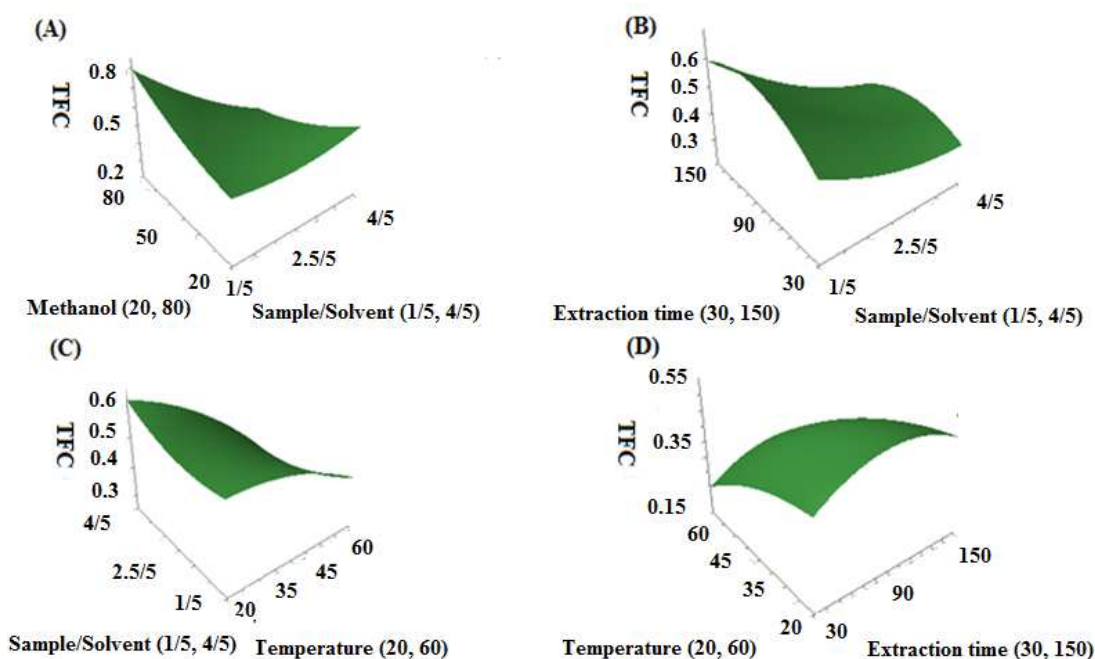 (A)
TFC
0.8
0.5
0.2
80
50
20
1/5
2.5/5
4/5
Methanol (20, 80)
Sample/Solvent (1/5, 4/5)
(B)
TFC
0.6
0.5
0.4
0.3
150
90
30
1/5
2.5/5
4/5
Extraction time (30, 150)
Sample/Solvent (1/5, 4/5)
(C)
TFC
0.6
0.5
0.4
0.3
4/5
2.5/5
1/5
20
35
45
60
Sample/Solvent (1/5, 4/5)
Temperature (20, 60)
(D)
TFC
0.55
0.35
0.15
60
45
35
20
30
90
150
Temperature (20, 60)
Extraction time (30, 150)